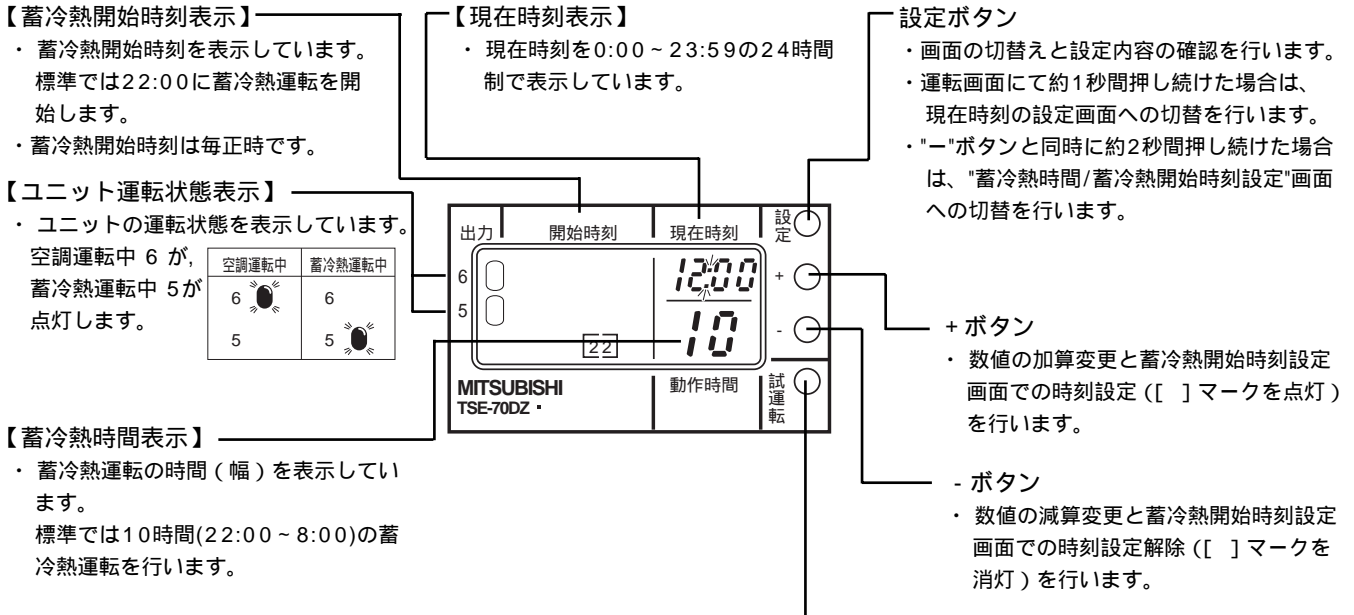 【蓄冷熱開始時刻表示】
・ 蓄冷熱開始時刻を表示しています。
標準では22:00に蓄冷熱運転を開
始します。
・蓄冷熱開始時刻は毎正時です。
【現在時刻表示】
・ 現在時刻を0:00~23:59の24時間
制で表示しています。
設定ボタン
・画面の切替えと設定内容の確認を行います。
・運転画面にて約1秒間押し続けた場合は、
現在時刻の設定画面への切替を行います。
・"ー"ボタンと同時に約2秒間押し続けた場合
は、"蓄冷熱時間/蓄冷熱開始時刻設定"画面
への切替を行います。
【ユニット運転状態表示】
・ ユニットの運転状態を表示しています。
空調運転中 6 が,
蓄冷熱運転中 5が
点灯します。
空調運転中 蓄冷熱運転中
6 6
5 5
出力 開始時刻 現在時刻 設定
6 12:00 +
5 10 -
22
MITSUBISHI 動作時間 試運転
TSE-70DZ
+ボタン
・ 数値の加算変更と蓄冷熱開始時刻設定
画面での時刻設定([ ]マークを点灯)
を行います。
-ボタン
・ 数値の減算変更と蓄冷熱開始時刻設定
画面での時刻設定解除([ ]マークを
消灯)を行います。
【蓄冷熱時間表示】
・ 蓄冷熱運転の時間(幅)を表示してい
ます。
標準では10時間(22:00~8:00)の蓄
冷熱運転を行います。